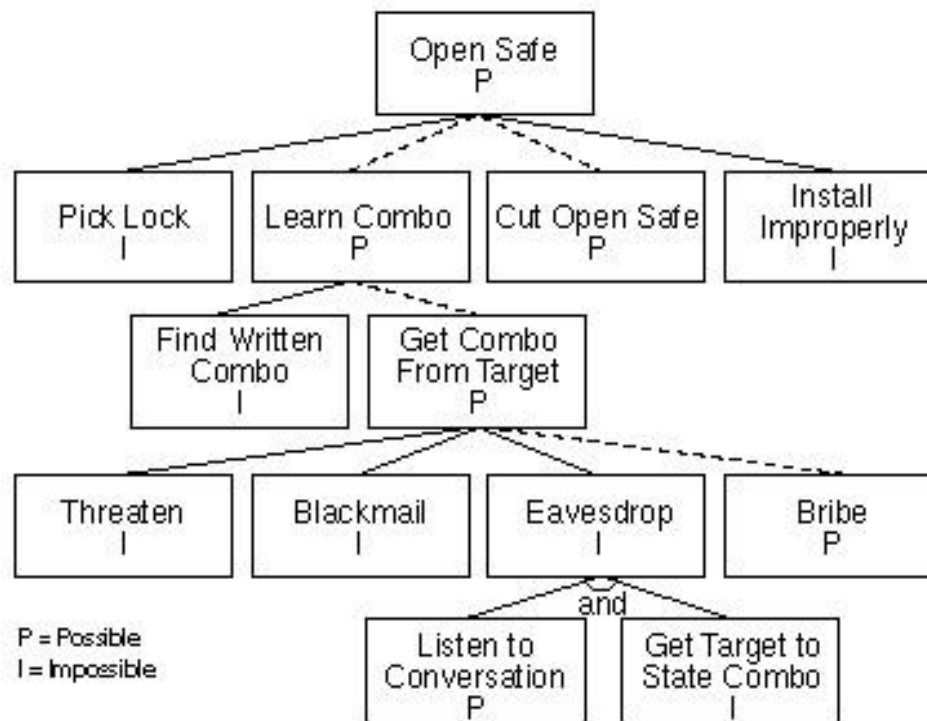 Open Safe
P
Pick Lock
I
Learn Combo
P
Cut Open Safe
P
Install
Improperly
I
Find Written
Combo
I
Get Combo
From Target
P
Threaten
I
Blackmail
I
Eavesdrop
I
Bribe
P
and
Listen to
Conversation
P
Get Target to
State Combo
I
P = Possible
I = Impossible